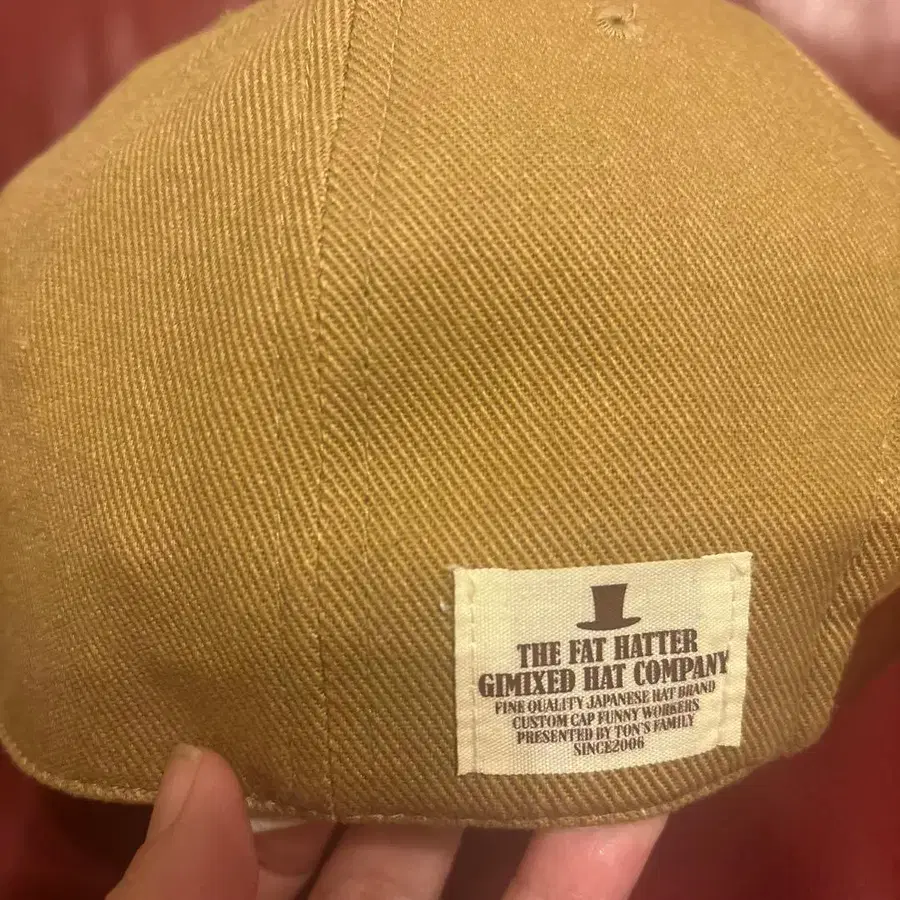 THE FAT HATTER
GIMIXED HAT COMPANY
FINE QUALITY JAPANESE HAT BRAND
CUSTOM CAP FUNNY WORKERS
PRESENTED BY TON'S FAMILY
SINCE2006